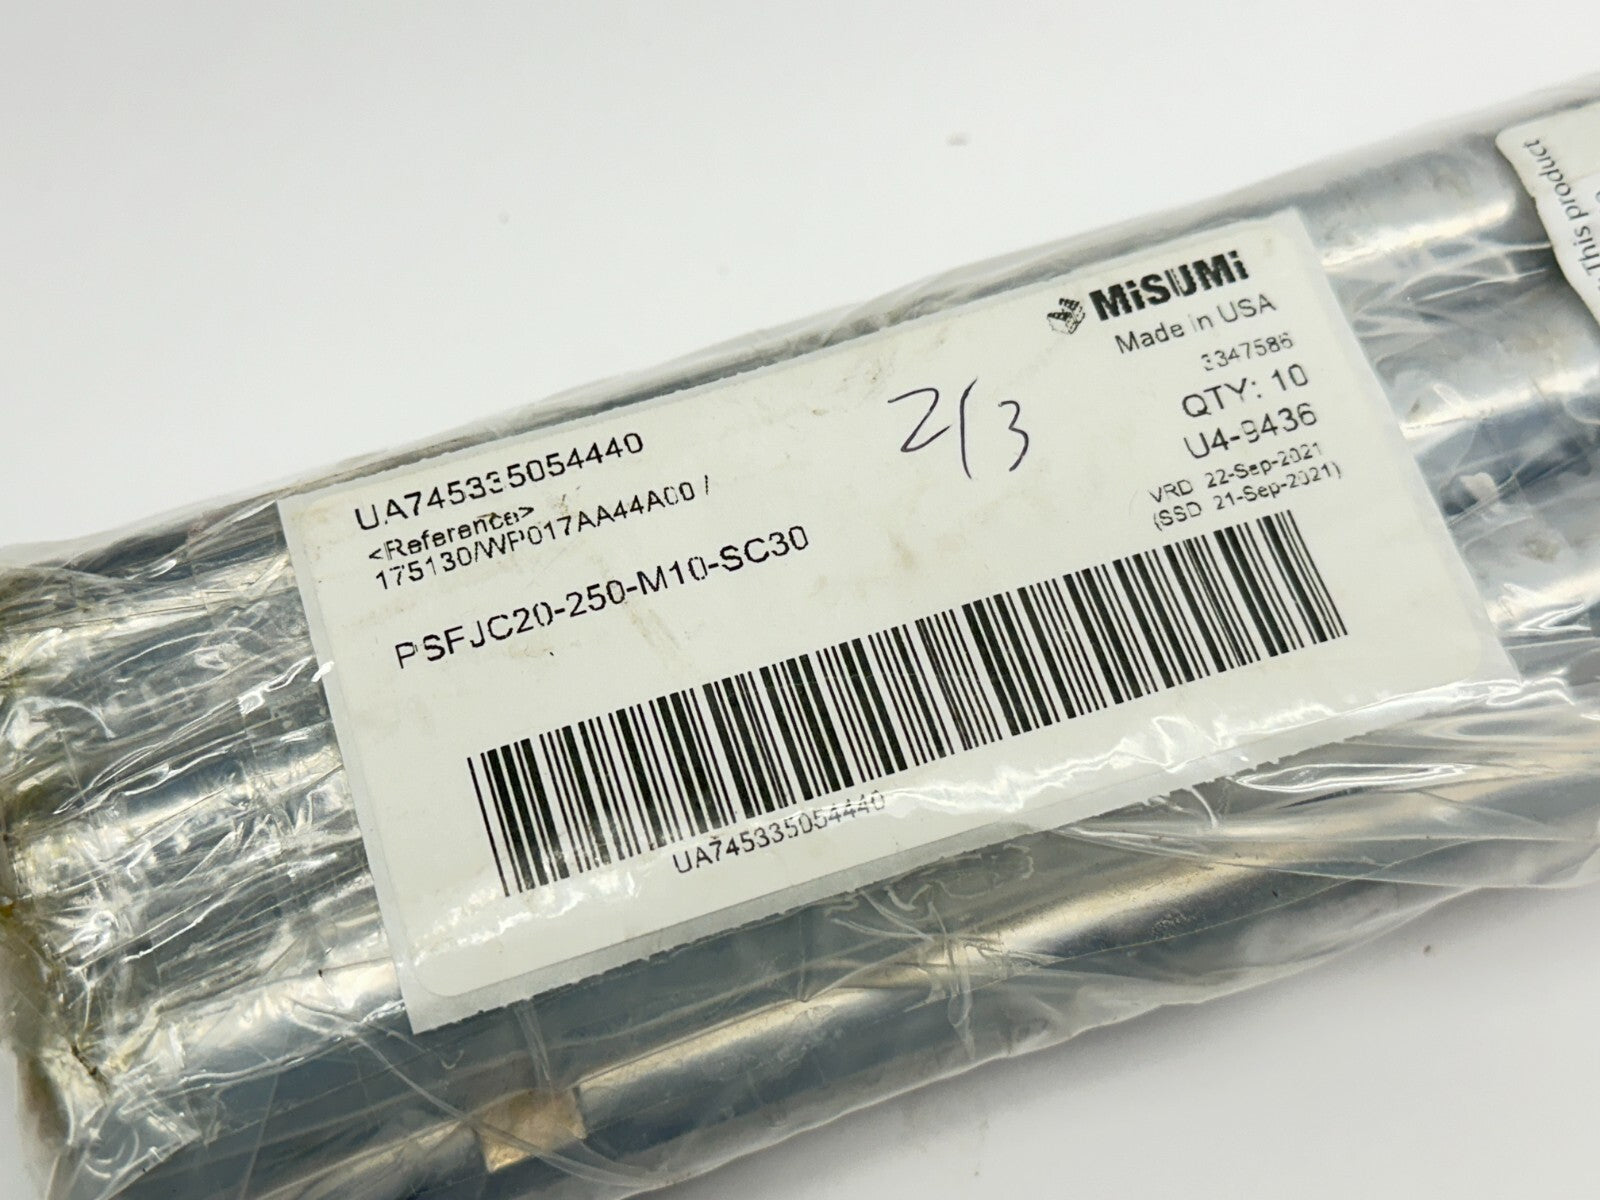 MiSUMi
Made in USA
3347586
QTY: 10
U4-9436
VRD 22-Sep-2021
(SSD 21-Sep-2021)
2/3
UA745335054440
<Reference>
175130/WP017AA44A00 /
PSFJC20-250-M10-SC30
UA745335054440
This product